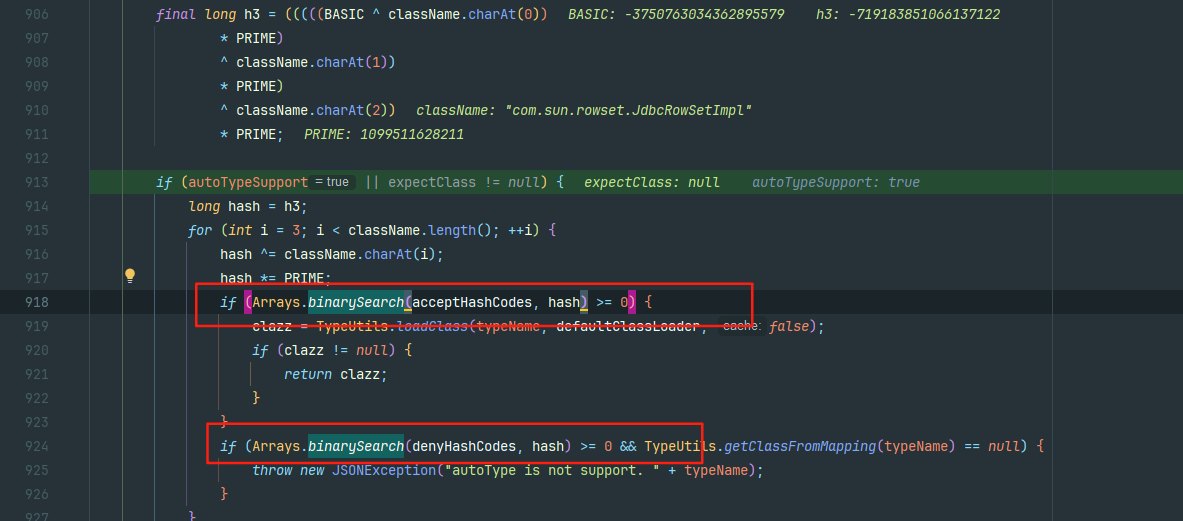 906 final long h3 = (((((BASIC ^ className.charAt(0)) BASIC: -3750763034362895579 h3: -719183851066137122
907 * PRIME)
908 ^ className.charAt(1))
909 * PRIME)
910 ^ className.charAt(2)) className: "com.sun.rowset.JdbcRowSetImpl"
911 * PRIME; PRIME: 1099511628211
912
913 if (autoTypeSupport = true || expectClass != null) { expectClass: null autoTypeSupport: true
914 long hash = h3;
915 for (int i = 3; i < className.length(); ++i) {
916 hash ^= className.charAt(i);
917 hash *= PRIME;
918 if (Arrays.binarySearch(acceptHashCodes, hash) >= 0) {
919 clazz = TypeUtils.loadClass(typeName, defaultClassLoader, cache: false);
920 if (clazz != null) {
921 return clazz;
922 }
923 }
924 if (Arrays.binarySearch(denyHashCodes, hash) >= 0 && TypeUtils.getClassFromMapping(typeName) == null) {
925 throw new JSONException("autoType is not support. " + typeName);
926 }
927 }